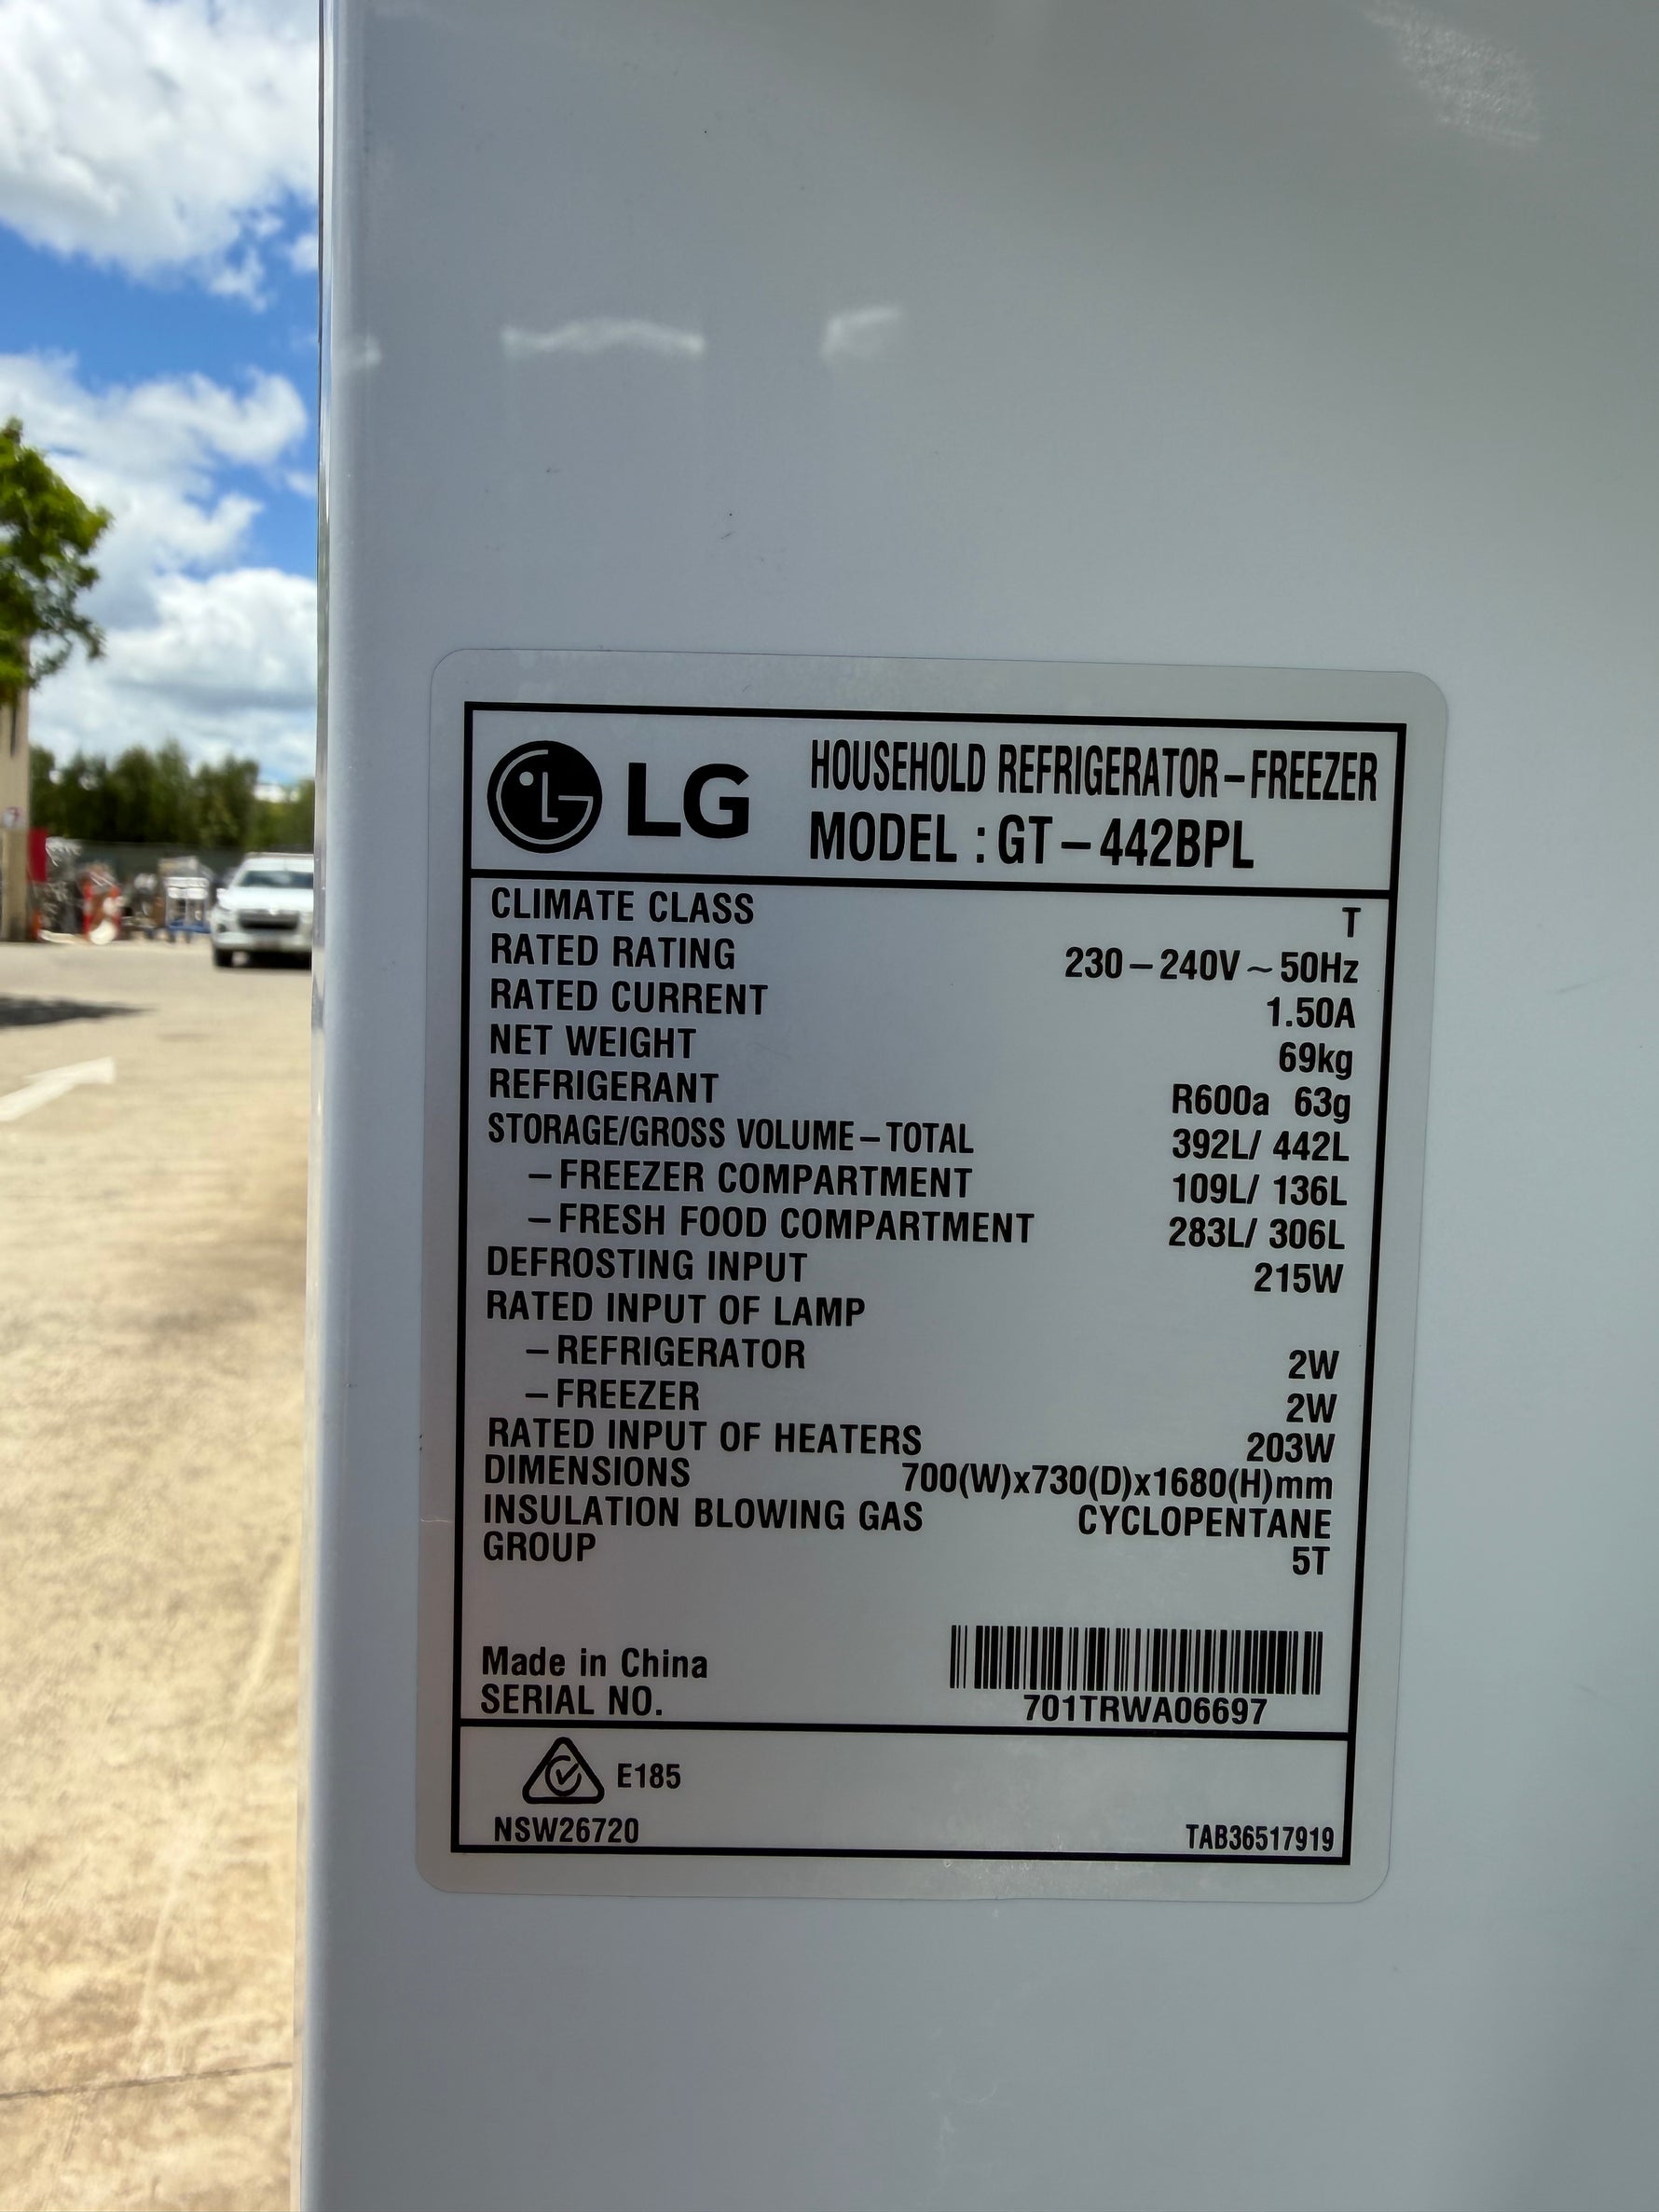 LG HOUSEHOLD REFRIGERATOR–FREEZER
MODEL : GT–442BPL
CLIMATE CLASS T
RATED RATING 230–240V~50Hz
RATED CURRENT 1.50A
NET WEIGHT 69kg
REFRIGERANT R600a 63g
STORAGE/GROSS VOLUME–TOTAL 392L/ 442L
–FREEZER COMPARTMENT 109L/ 136L
–FRESH FOOD COMPARTMENT 283L/ 306L
DEFROSTING INPUT 215W
RATED INPUT OF LAMP
–REFRIGERATOR 2W
–FREEZER 2W
RATED INPUT OF HEATERS 203W
DIMENSIONS 700(W)x730(D)x1680(H)mm
INSULATION BLOWING GAS CYCLOPENTANE
GROUP 5T
Made in China
SERIAL NO. 701TRWA06697
E185
NSW26720 TAB36517919